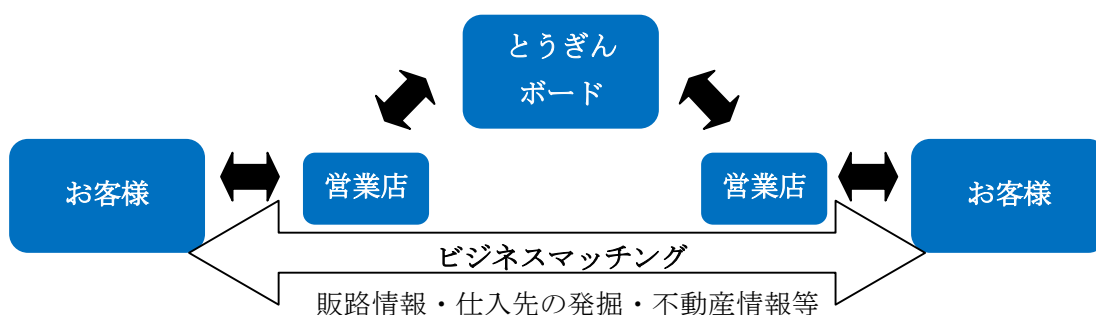 とうぎん
ボード
お客様
営業店
営業店
お客様
ビジネスマッチング
販路情報・仕入先の発掘・不動産情報等